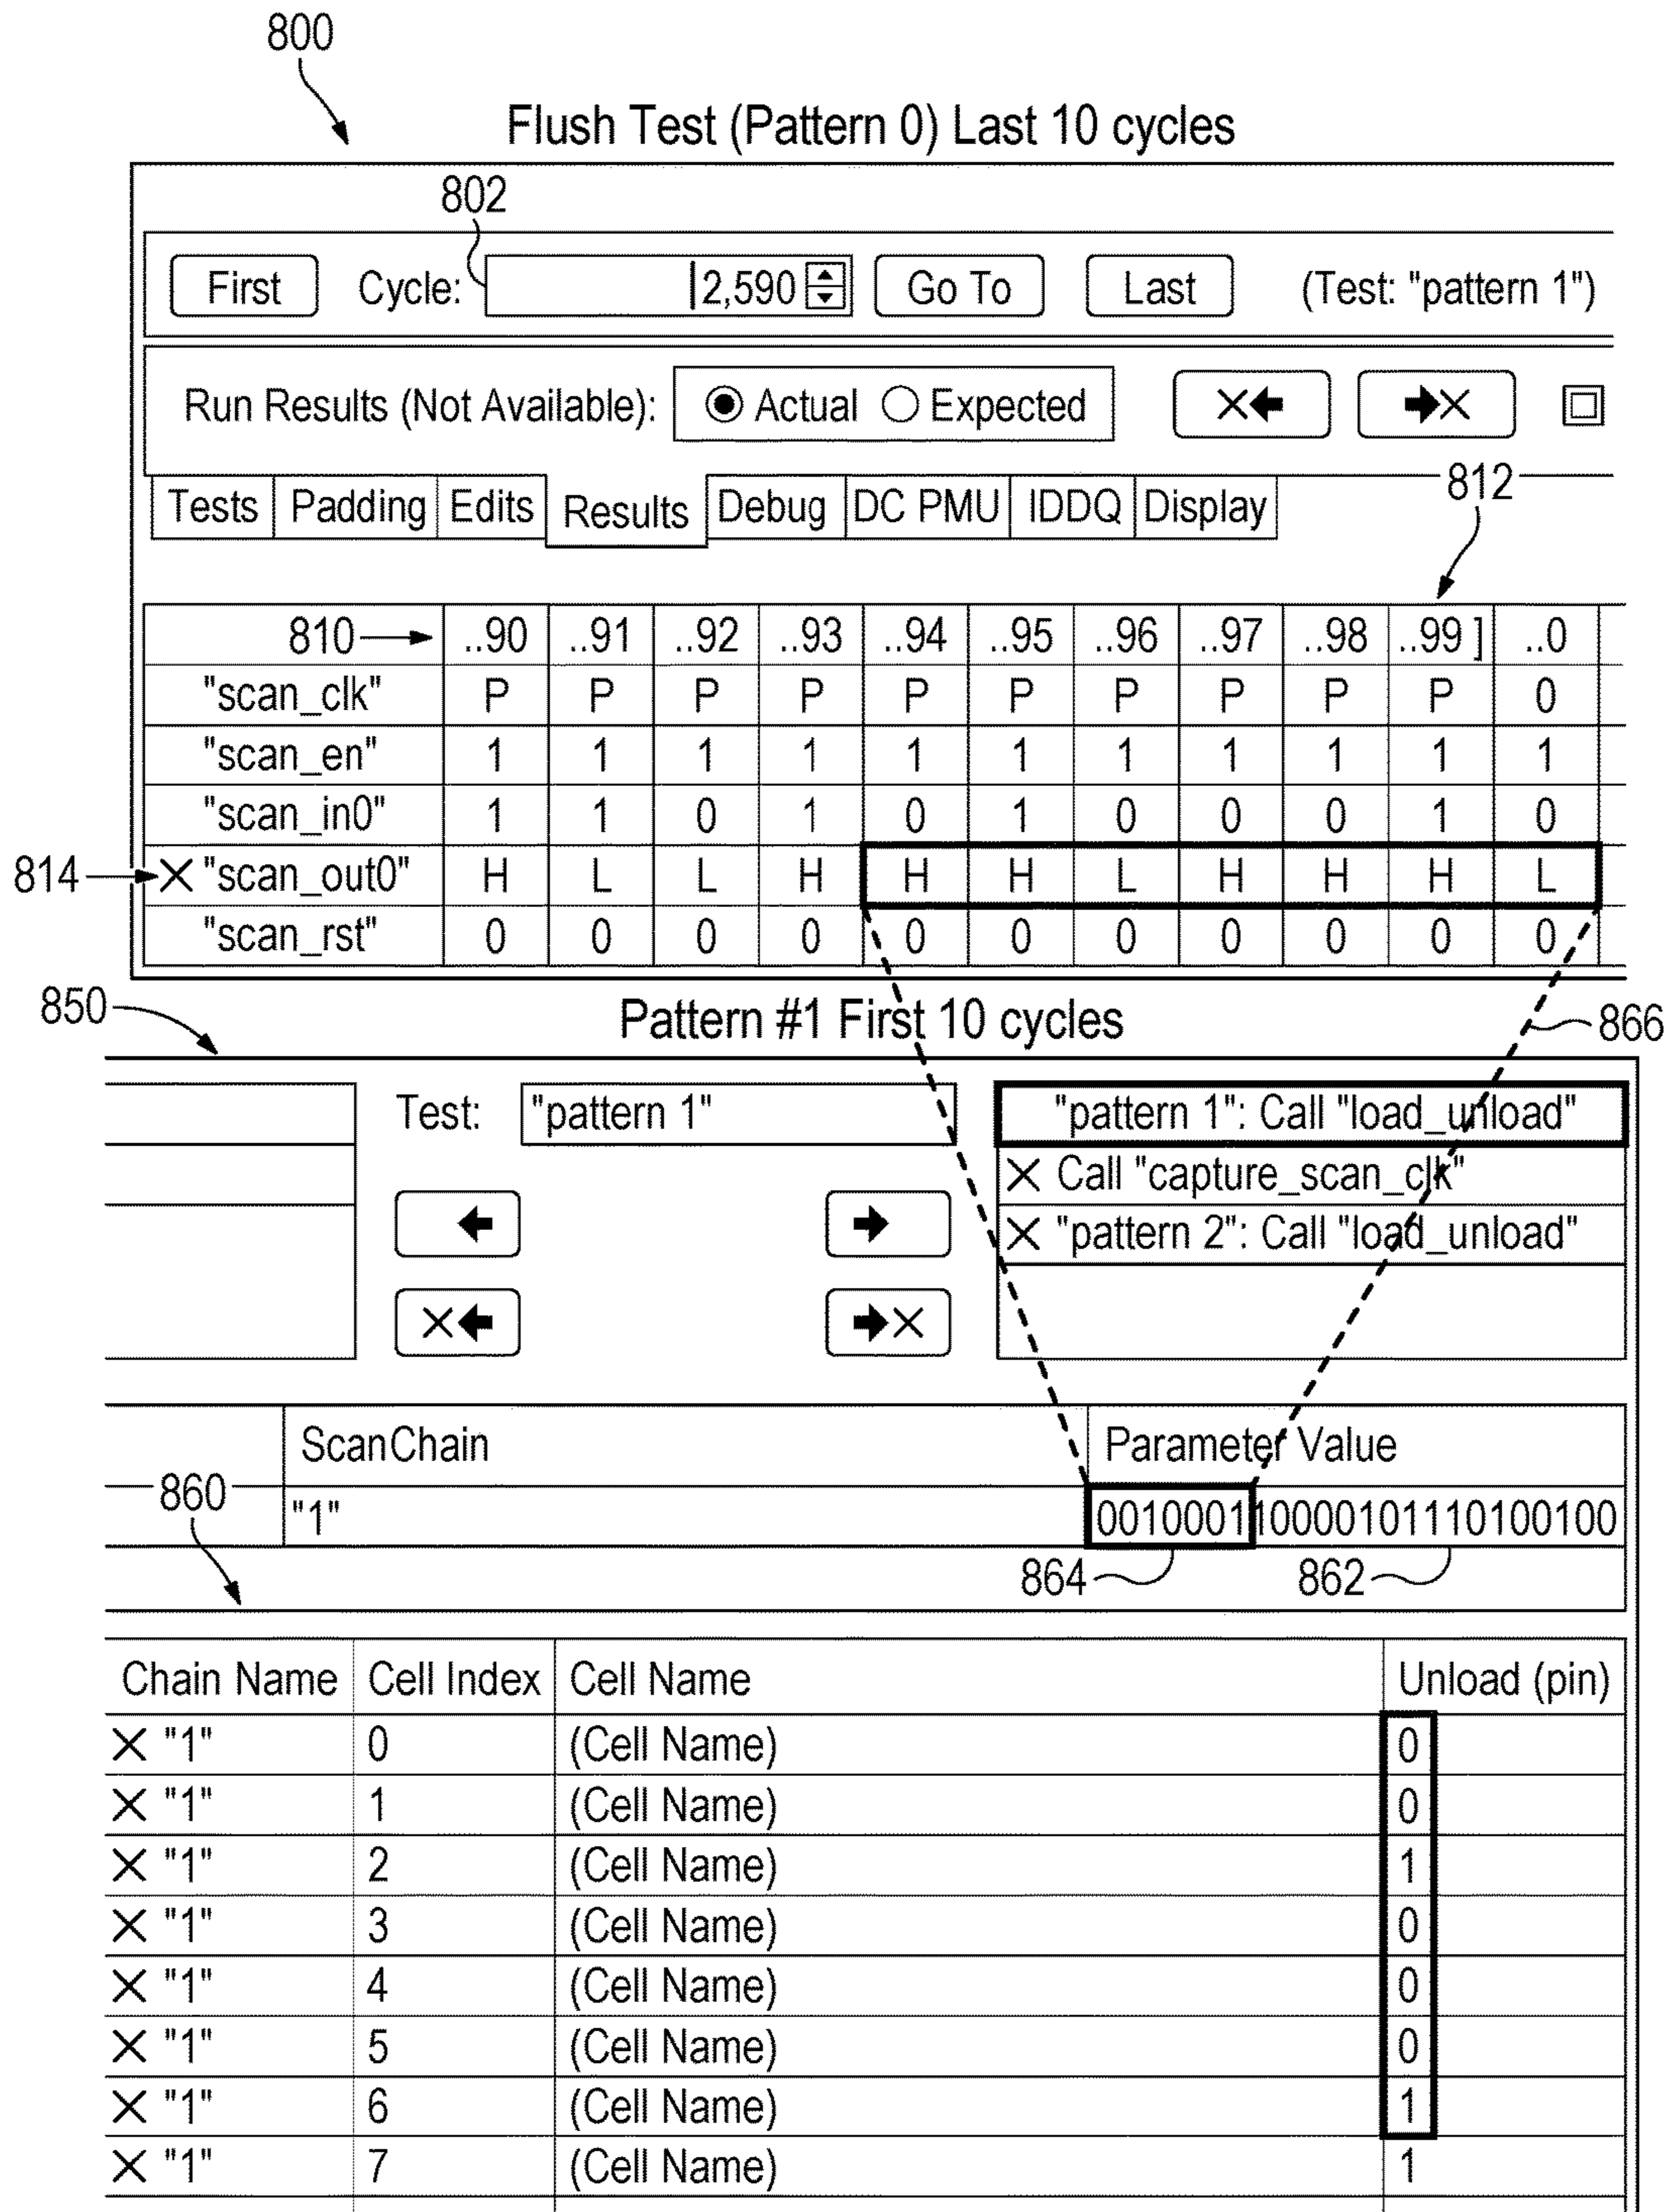 800
Flush Test (Pattern 0) Last 10 cycles
802
First Cycle: 2,590 Go To Last (Test: "pattern 1")
Run Results (Not Available): Actual Expected
812
Tests Padding Edits Results Debug DC PMU IDDQ Display
810 ..90 ..91 ..92 ..93 ..94 ..95 ..96 ..97 ..98 ..99 ] ..0
"scan_clk" P P P P P P P P P P 0
"scan_en" 1 1 1 1 1 1 1 1 1 1 1
"scan_in0" 1 1 0 1 0 1 0 0 0 1 0
814 X "scan_out0" H L L H H H L H H H L
"scan_rst" 0 0 0 0 0 0 0 0 0 0 0
850
Pattern #1 First 10 cycles
866
Test: "pattern 1" "pattern 1": Call "load_unload"
X Call "capture_scan_clk"
X "pattern 2": Call "load_unload"
ScanChain Parameter Value
860
"1" 0010001100001011110100100
864 862
Chain Name Cell Index Cell Name Unload (pin)
X "1" 0 (Cell Name) 0
X "1" 1 (Cell Name) 0
X "1" 2 (Cell Name) 1
X "1" 3 (Cell Name) 0
X "1" 4 (Cell Name) 0
X "1" 5 (Cell Name) 0
X "1" 6 (Cell Name) 1
X "1" 7 (Cell Name) 1